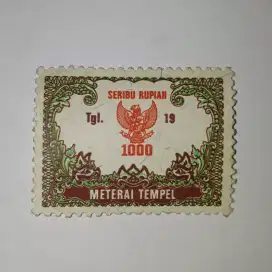 SERIBU RUPIAH
Tgl. 19
1000
METERAI TEMPEL